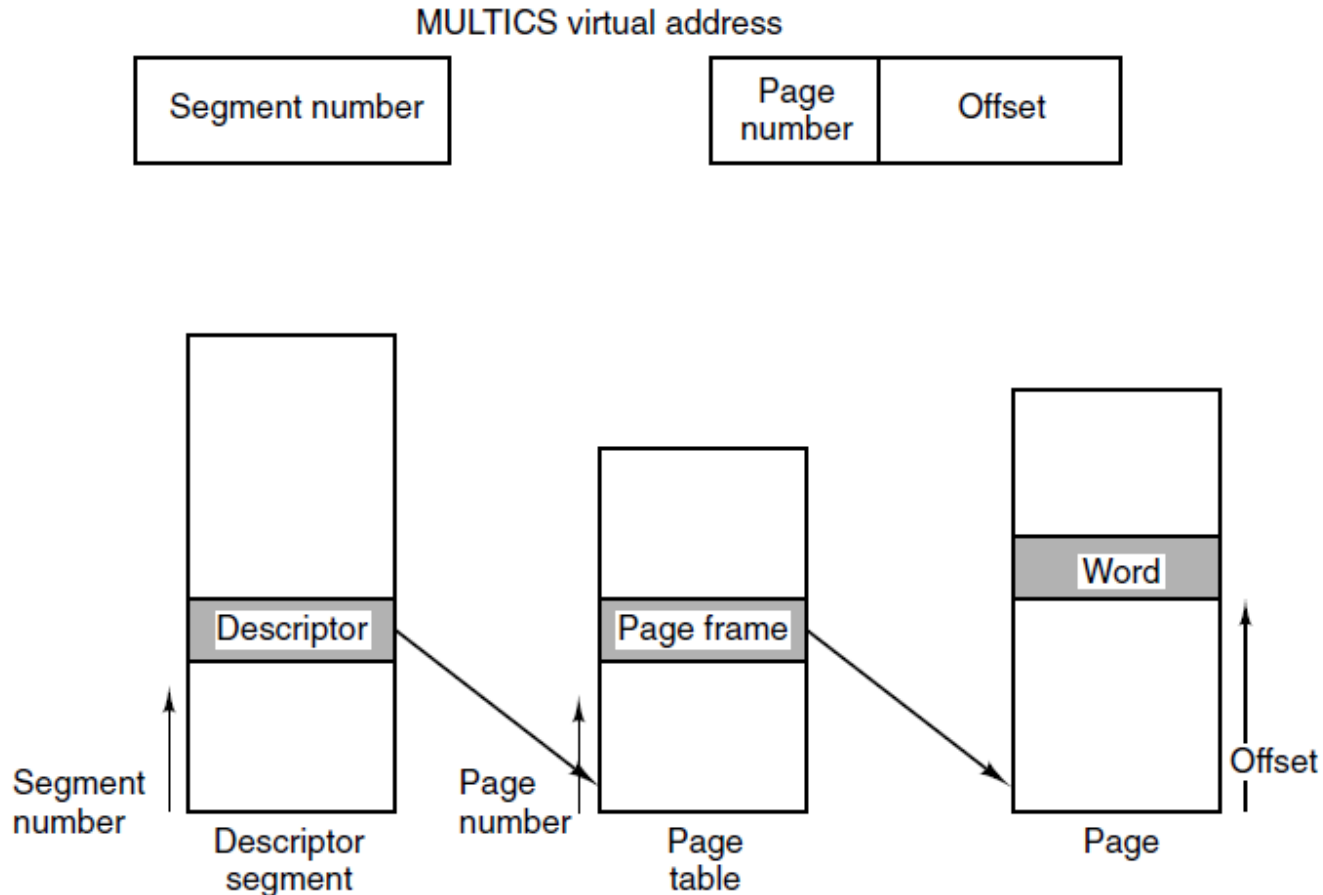 MULTICS virtual address
Segment number
Page
number
Offset
Descriptor
Page frame
Word
Segment
number
Page
number
Offset
Descriptor
segment
Page
table
Page